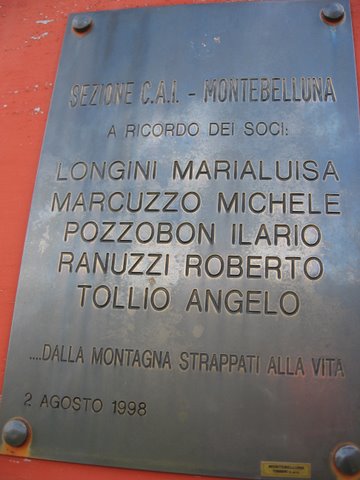 SEZIONE C.A.I. - MONTEBELLUNA
A RICORDO DEI SOCI:
LONGINI MARIALUISA
MARCUZZO MICHELE
POZZOBON ILARIO
RANUZZI ROBERTO
TOLLIO ANGELO
....DALLA MONTAGNA STRAPPATI ALLA VITA
2 AGOSTO 1998
MONTEBELLUNA